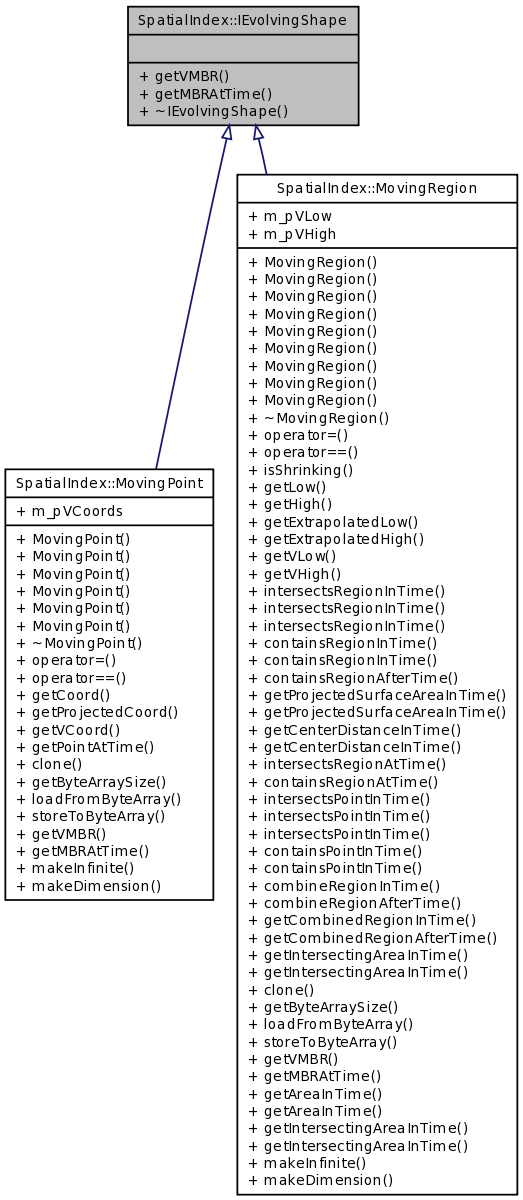 SpatialIndex::IEvolvingShape
+ getVMBR()
+ getMBRAtTime()
+ ~IEvolvingShape()
SpatialIndex::MovingRegion
+ m_pVLow
+ m_pVHigh
+ MovingRegion()
+ MovingRegion()
+ MovingRegion()
+ MovingRegion()
+ MovingRegion()
+ MovingRegion()
+ MovingRegion()
+ MovingRegion()
+ MovingRegion()
+ ~MovingRegion()
+ operator=()
+ operator==()
+ isShrinking()
+ getLow()
+ getHigh()
+ getExtrapolatedLow()
+ getExtrapolatedHigh()
+ getVLow()
+ getVHigh()
+ intersectsRegionInTime()
+ intersectsRegionInTime()
+ intersectsRegionInTime()
+ containsRegionInTime()
+ containsRegionInTime()
+ containsRegionAfterTime()
+ getProjectedSurfaceAreaInTime()
+ getProjectedSurfaceAreaInTime()
+ getCenterDistanceInTime()
+ getCenterDistanceInTime()
+ intersectsRegionAtTime()
+ containsRegionAtTime()
+ intersectsPointInTime()
+ intersectsPointInTime()
+ intersectsPointInTime()
+ containsPointInTime()
+ containsPointInTime()
+ combineRegionInTime()
+ combineRegionAfterTime()
+ getCombinedRegionInTime()
+ getCombinedRegionAfterTime()
+ getIntersectingAreaInTime()
+ getIntersectingAreaInTime()
+ clone()
+ getByteArraySize()
+ loadFromByteArray()
+ storeToByteArray()
+ getVMBR()
+ getMBRAtTime()
+ getAreaInTime()
+ getAreaInTime()
+ getIntersectingAreaInTime()
+ getIntersectingAreaInTime()
+ makeInfinite()
+ makeDimension()
SpatialIndex::MovingPoint
+ m_pVCoords
+ MovingPoint()
+ MovingPoint()
+ MovingPoint()
+ MovingPoint()
+ MovingPoint()
+ MovingPoint()
+ ~MovingPoint()
+ operator=()
+ operator==()
+ getCoord()
+ getProjectedCoord()
+ getVCoord()
+ getPointAtTime()
+ clone()
+ getByteArraySize()
+ loadFromByteArray()
+ storeToByteArray()
+ getVMBR()
+ getMBRAtTime()
+ makeInfinite()
+ makeDimension()